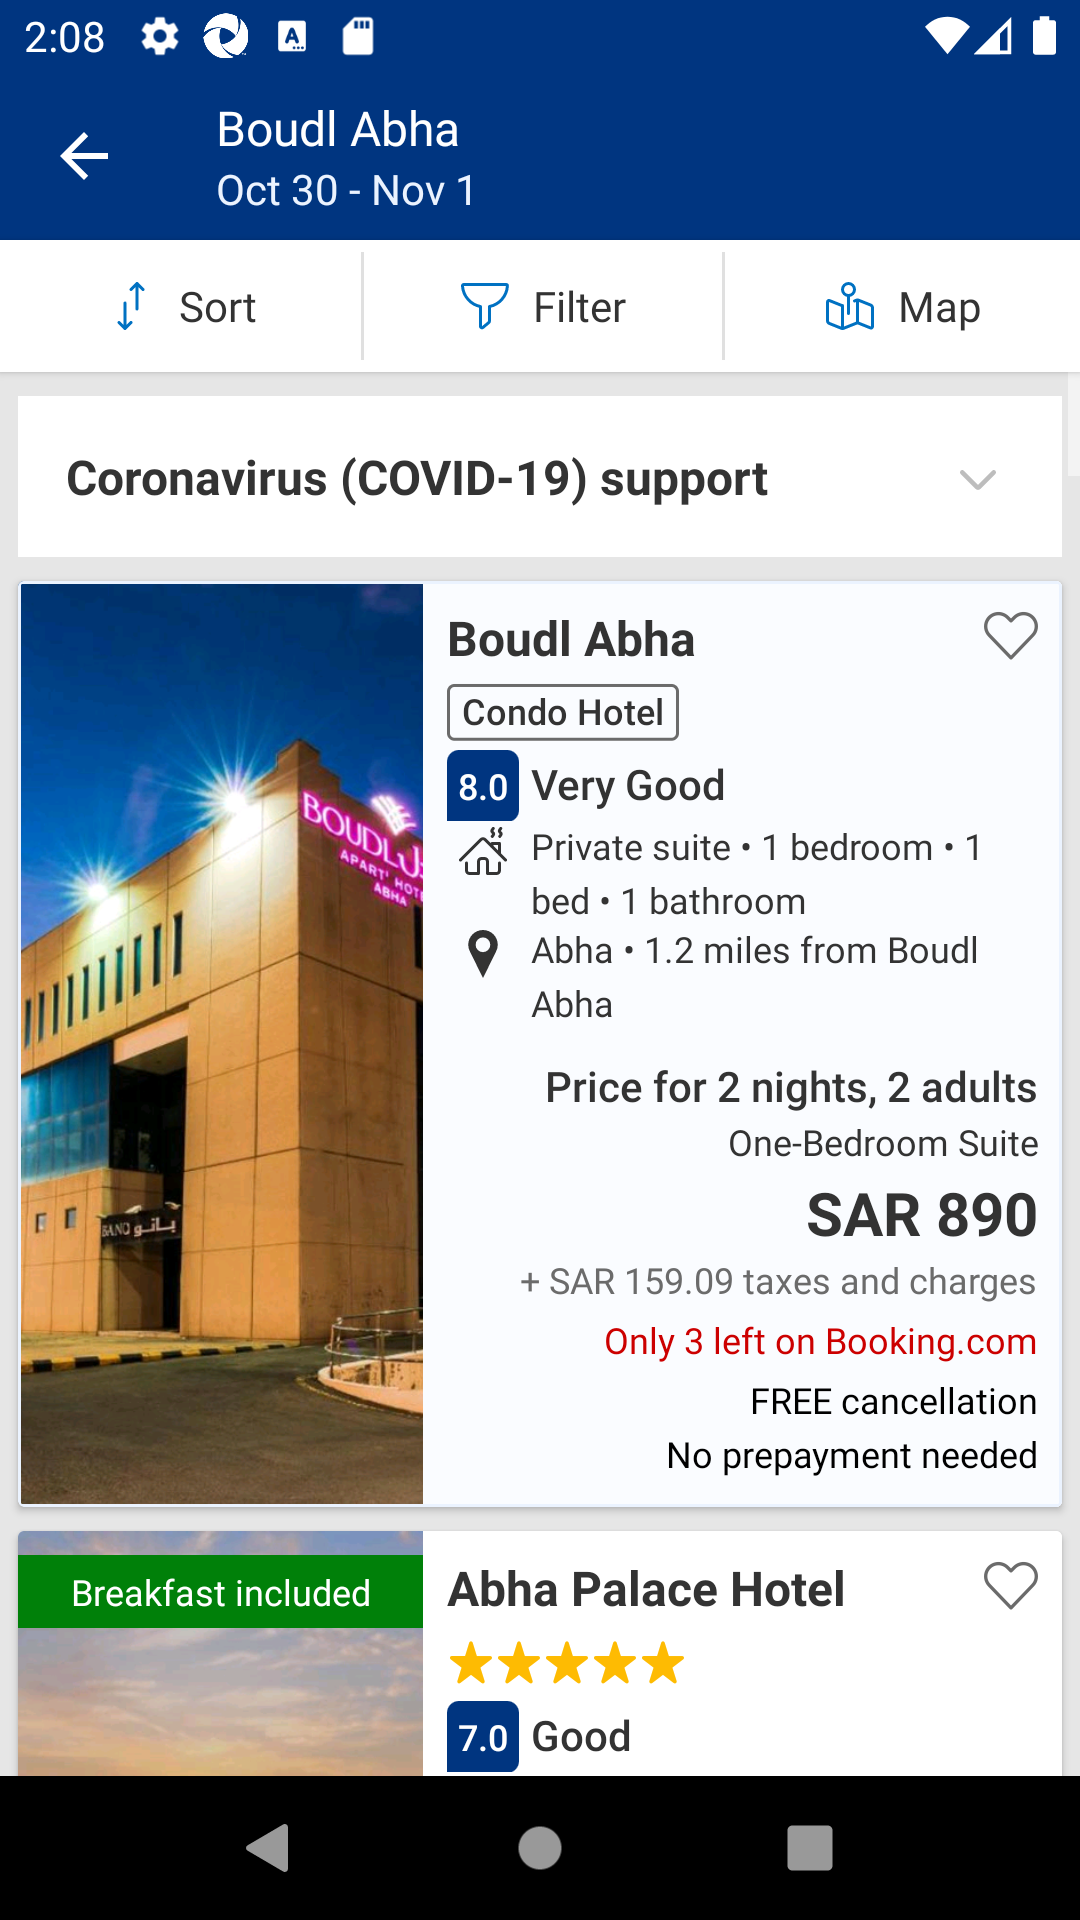 2:08
Boudl Abha
Oct 30 - Nov 1
Sort
Filter
Map
Coronavirus (COVID-19) support
Boudl Abha
Condo Hotel
8.0 Very Good
Private suite • 1 bedroom • 1
bed • 1 bathroom
Abha • 1.2 miles from Boudl
Abha
Price for 2 nights, 2 adults
One-Bedroom Suite
SAR 890
+ SAR 159.09 taxes and charges
Only 3 left on Booking.com
FREE cancellation
No prepayment needed
BOUDL
APART' HOTE
ABHA
BANO بانو
Breakfast included
Abha Palace Hotel
7.0 Good